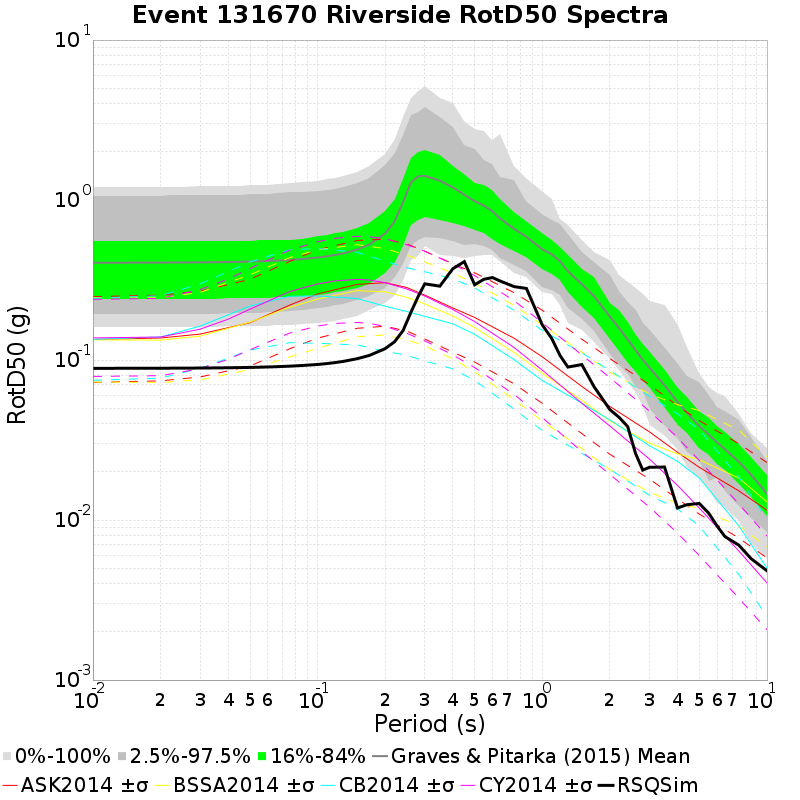 Event 131670 Riverside RotD50 Spectra
10^1
10^0
10^-1
10^-2
10^-3
RotD50 (g)
10^-2 2 3 4 5 6 10^-1 2 3 4 5 6 7 10^0 2 3 4 5 6 7 10^1
Period (s)
0%-100% 2.5%-97.5% 16%-84% Graves & Pitarka (2015) Mean
ASK2014 ±σ BSSA2014 ±σ CB2014 ±σ CY2014 ±σ RSQSim